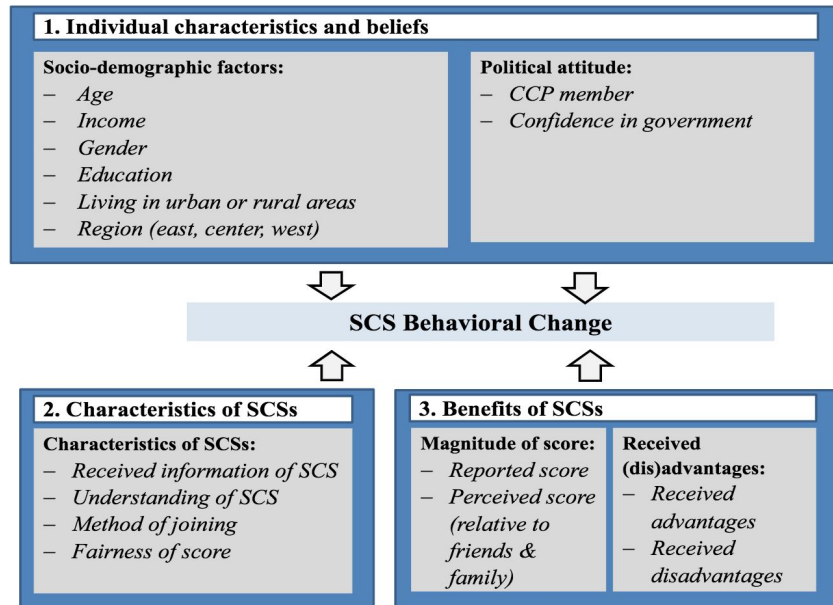 1. Individual characteristics and beliefs
Socio-demographic factors:
– Age
– Income
– Gender
– Education
– Living in urban or rural areas
– Region (east, center, west)
Political attitude:
– CCP member
– Confidence in government
SCS Behavioral Change
2. Characteristics of SCSs
Characteristics of SCSs:
– Received information of SCS
– Understanding of SCS
– Method of joining
– Fairness of score
3. Benefits of SCSs
Magnitude of score:
– Reported score
– Perceived score
(relative to
friends &
family)
Received
(dis)advantages:
– Received
advantages
– Received
disadvantages